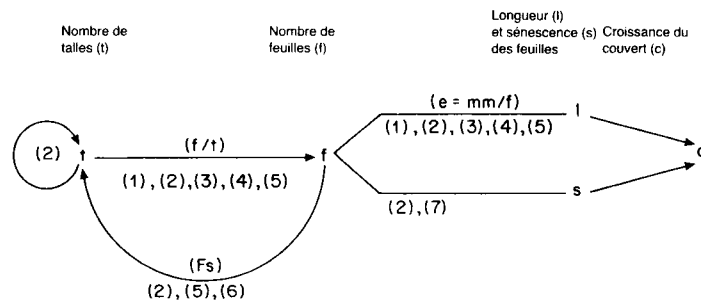 Nombre de
talles (t)
Nombre de
feuilles (f)
Longueur (l)
et sénescence (s)
des feuilles
Croissance du
couvert (c)
(e = mm/f)
l
(1), (2), (3), (4), (5)
(2)
t
(f/t)
f
c
(1), (2), (3), (4), (5)
s
(2), (7)
(Fs)
(2), (5), (6)